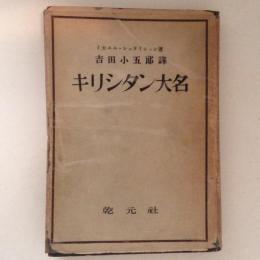 ミカエル・シュタイシェン著
吉田小五郎譯
キリシタン大名
乾元社